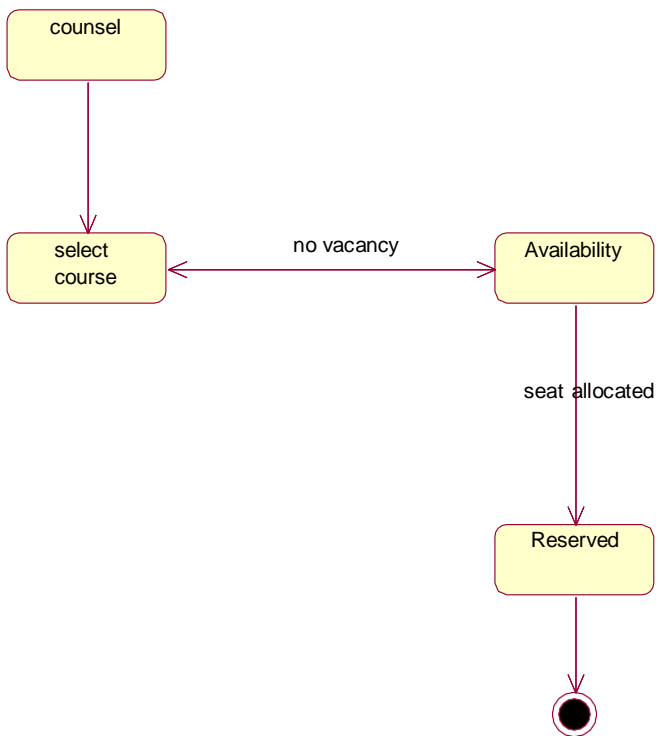 counsel
select
course
no vacancy
Availability
seat allocated
Reserved